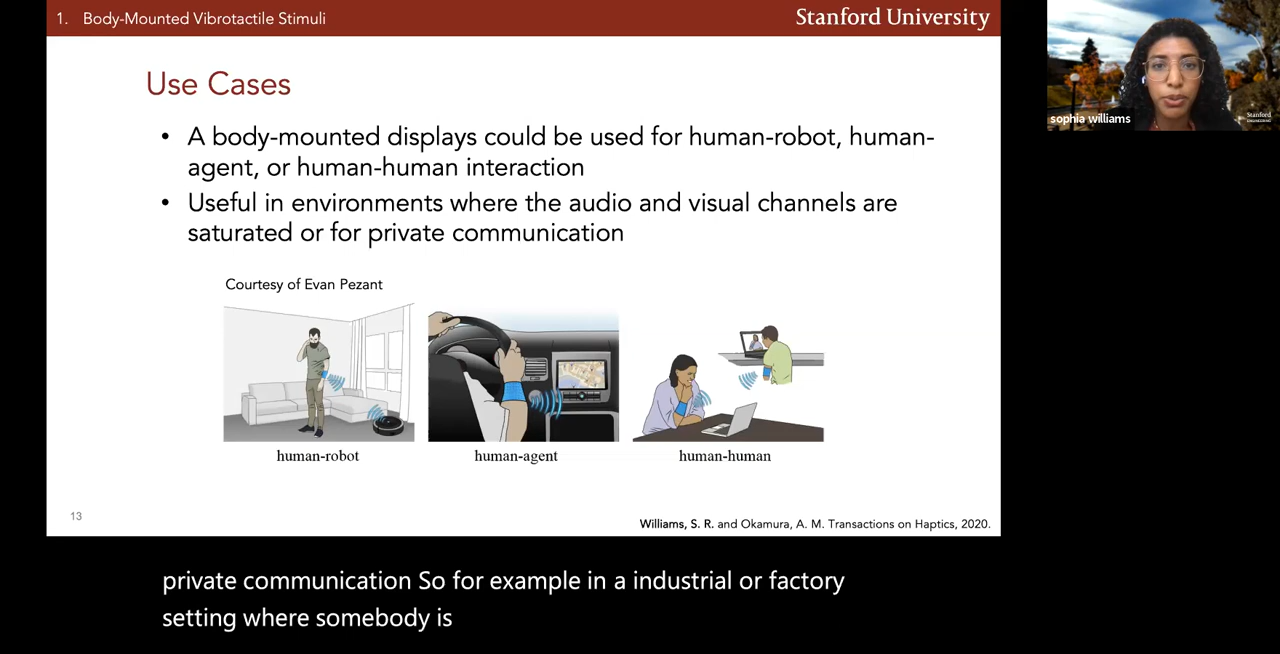 1. Body-Mounted Vibrotactile Stimuli
Stanford University
sophia williams
Stanford
ENGINEERING
Use Cases
• A body-mounted displays could be used for human-robot, human-
agent, or human-human interaction
• Useful in environments where the audio and visual channels are
saturated or for private communication
Courtesy of Evan Pezant
human-robot
human-agent
human-human
13
Williams, S. R. and Okamura, A. M. Transactions on Haptics, 2020.
private communication So for example in a industrial or factory
setting where somebody is